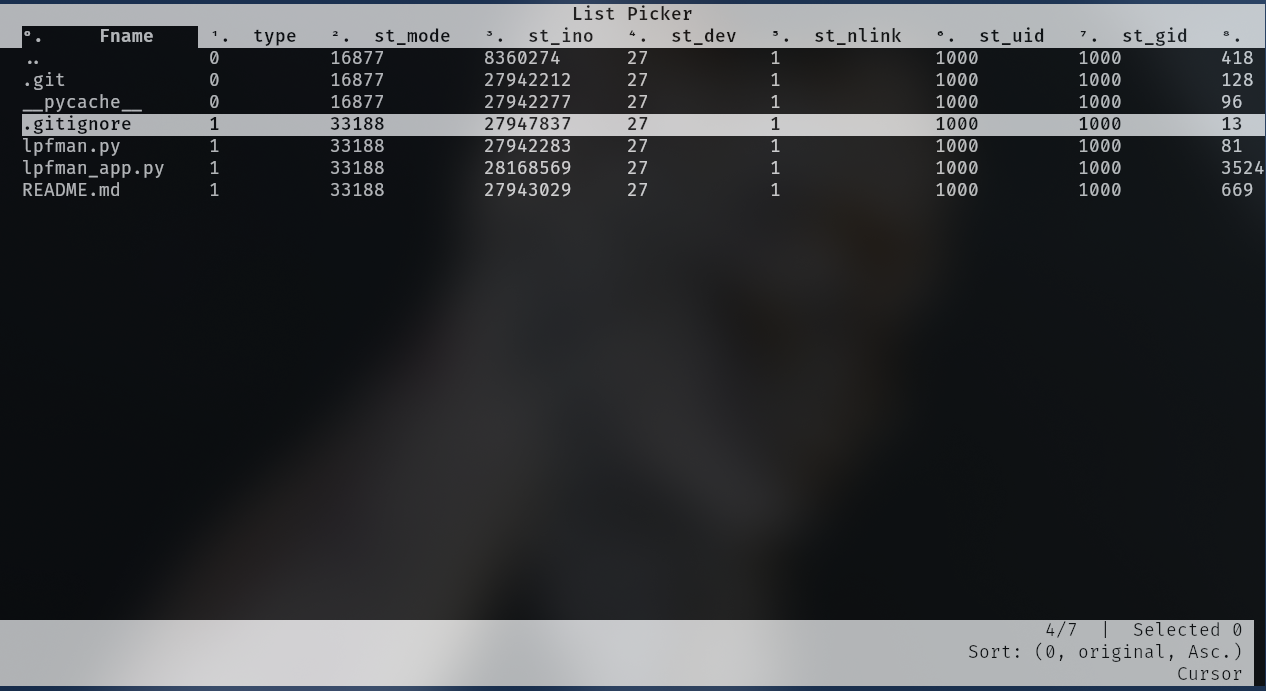 List Picker
⁰. Fname ¹. type ². st_mode ³. st_ino ⁴. st_dev ⁵. st_nlink ⁶. st_uid ⁷. st_gid ⁸.
.. 0 16877 8360274 27 1 1000 1000 418
.git 0 16877 27942212 27 1 1000 1000 128
__pycache__ 0 16877 27942277 27 1 1000 1000 96
.gitignore 1 33188 27947837 27 1 1000 1000 13
lpfman.py 1 33188 27942283 27 1 1000 1000 81
lpfman_app.py 1 33188 28168569 27 1 1000 1000 3524
README.md 1 33188 27943029 27 1 1000 1000 669
4/7 | Selected 0
Sort: (0, original, Asc.)
Cursor